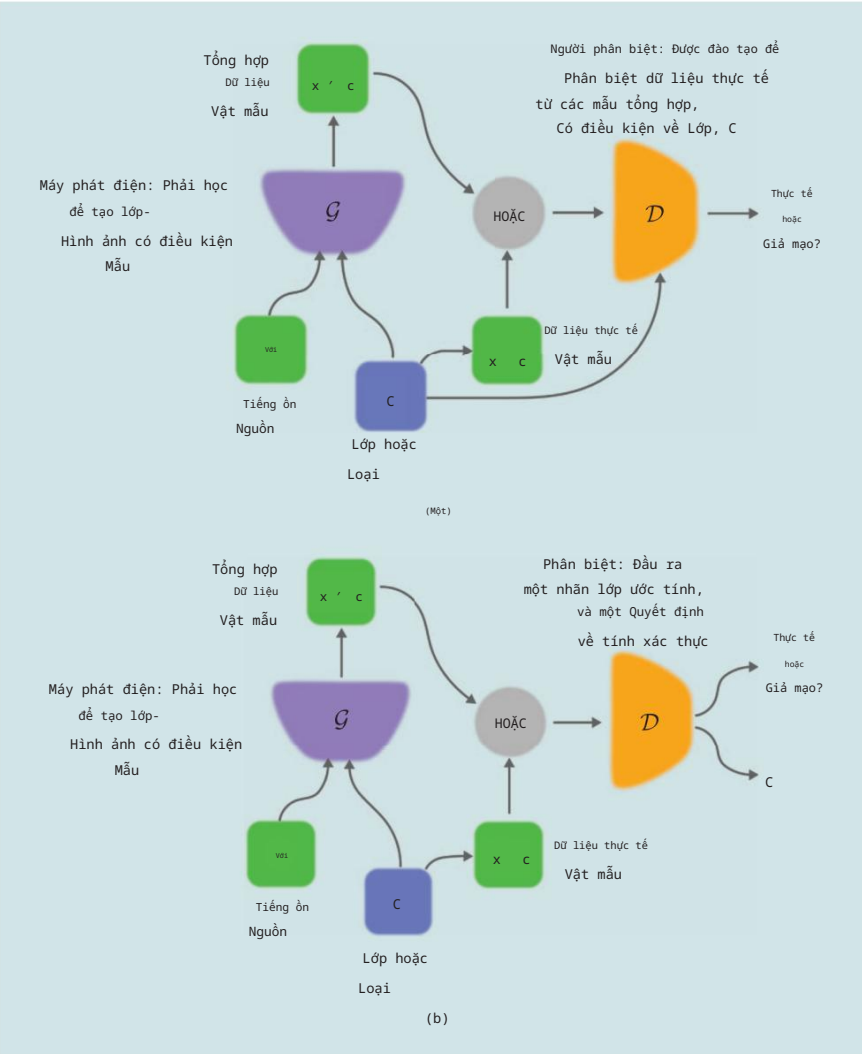 Tổng hợp
Dữ liệu
Vật mẫu
x ′ c
Người phân biệt: Được đào tạo để
Phân biệt dữ liệu thực tế
từ các mẫu tổng hợp,
Có điều kiện về Lớp, C
Máy phát điện: Phải học
để tạo lớp-
Hình ảnh có điều kiện
Mẫu
G
HOẶC
D
Thực tế
hoặc
Giả mạo?
Với
Tiếng ồn
Nguồn
C
Lớp hoặc
Loại
x c
Dữ liệu thực tế
Vật mẫu
(Một)
Tổng hợp
Dữ liệu
Vật mẫu
x ′ c
Phân biệt: Đầu ra
một nhãn lớp ước tính,
và một Quyết định
về tính xác thực
Máy phát điện: Phải học
để tạo lớp-
Hình ảnh có điều kiện
Mẫu
G
HOẶC
D
Thực tế
hoặc
Giả mạo?
C
Với
Tiếng ồn
Nguồn
C
Lớp hoặc
Loại
x c
Dữ liệu thực tế
Vật mẫu
(b)